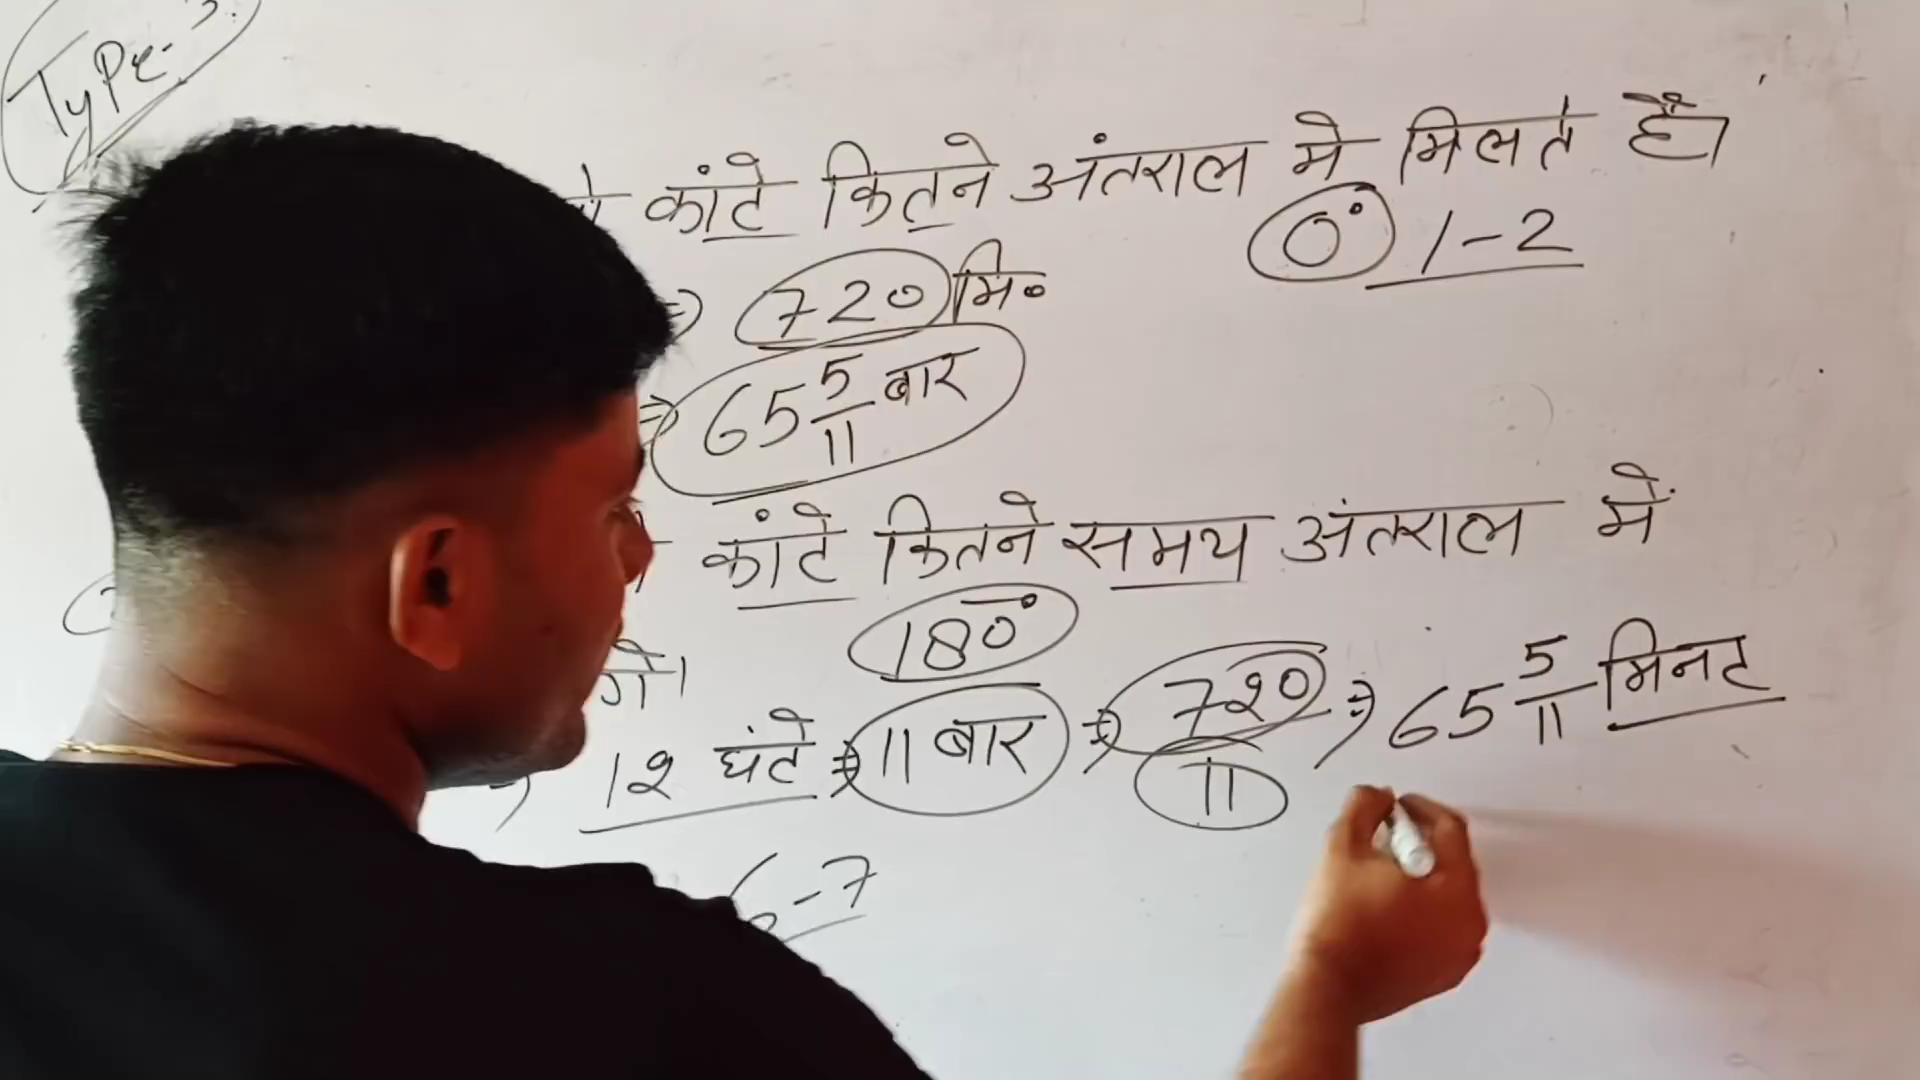 Type-3.
कांटे कितने अंतराल मे मिलते है।
0° 1-2
⇒ 720 मि०
⇒ 65 5/11 बार
कांटे कितने समय अंतराल में
गे। 180°
12 घंटे ⇒ 11 बार ⇒ 720/11 ⇒ 65 5/11 मिनट
6-7